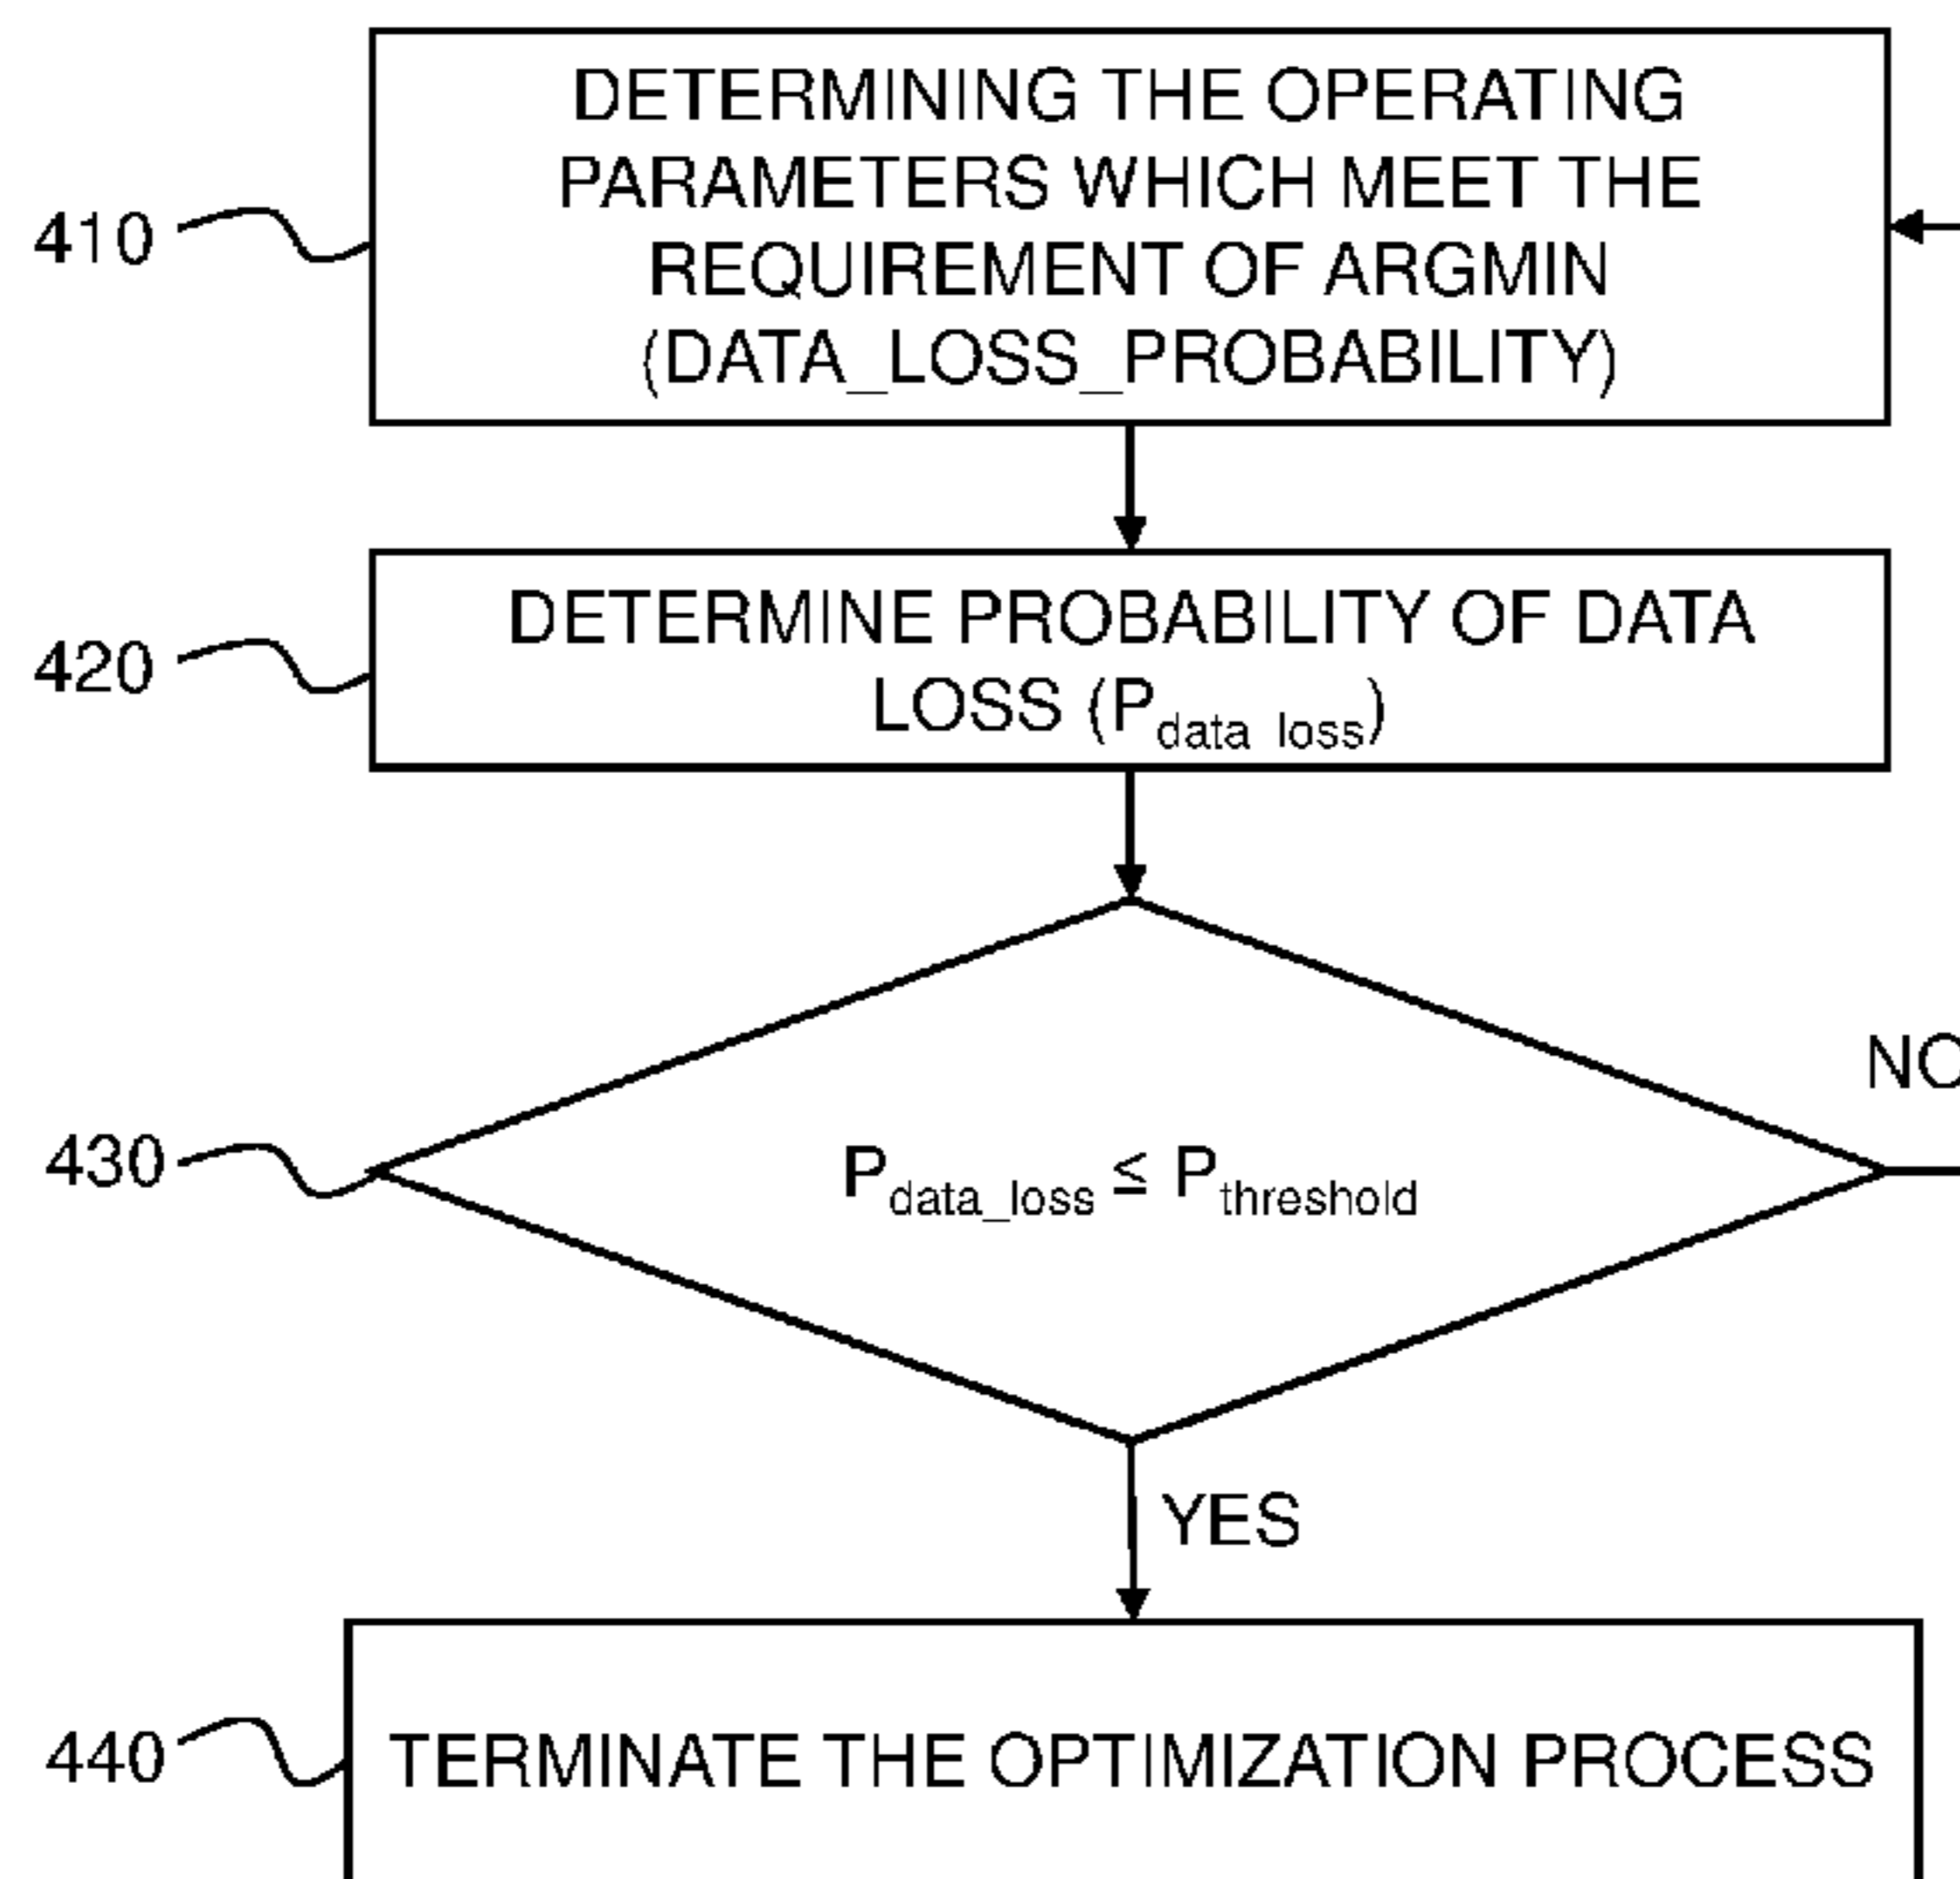 DETERMINING THE OPERATING
PARAMETERS WHICH MEET THE
REQUIREMENT OF ARGMIN
(DATA_LOSS_PROBABILITY)
410
DETERMINE PROBABILITY OF DATA
LOSS (Pdata_loss)
420
NO
430
Pdata_loss ≤ Pthreshold
YES
440
TERMINATE THE OPTIMIZATION PROCESS